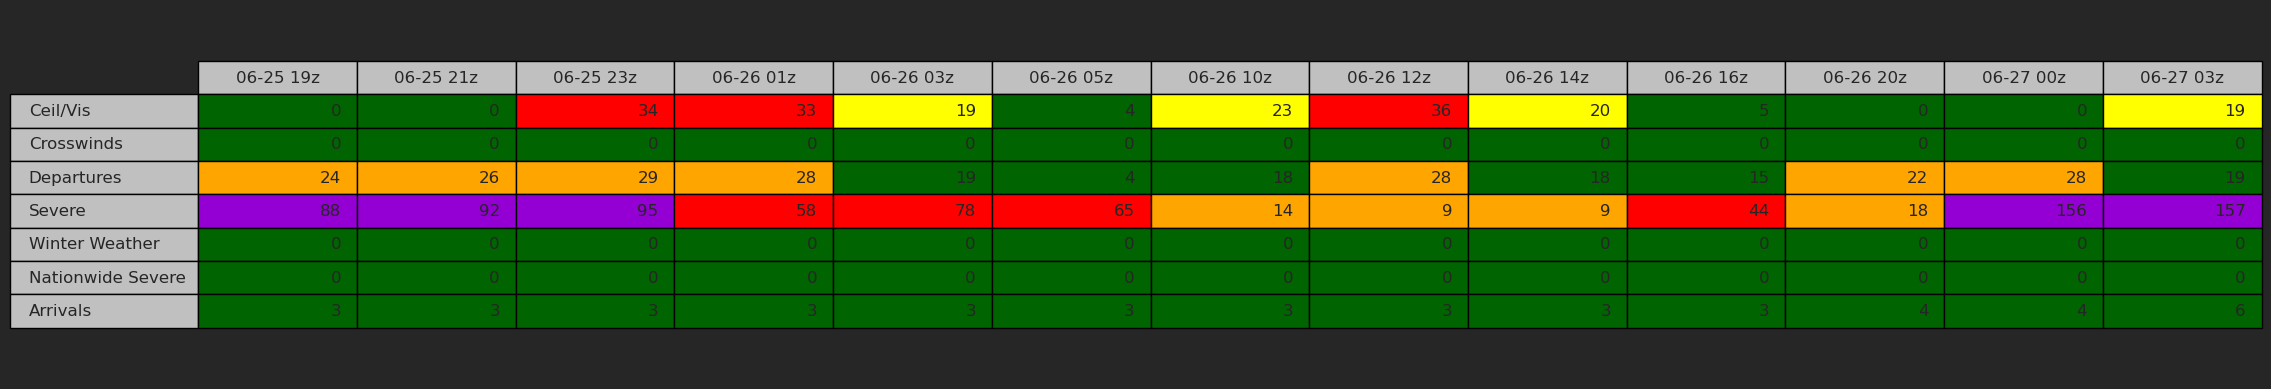 06-25 19z 06-25 21z 06-25 23z 06-26 01z 06-26 03z 06-26 05z 06-26 10z 06-26 12z 06-26 14z 06-26 16z 06-26 20z 06-27 00z 06-27 03z
Ceil/Vis 0 0 34 33 19 4 23 36 20 5 0 0 19
Crosswinds 0 0 0 0 0 0 0 0 0 0 0 0 0
Departures 24 26 29 28 19 4 18 28 18 15 22 28 19
Severe 88 92 95 58 78 65 14 9 9 44 18 156 157
Winter Weather 0 0 0 0 0 0 0 0 0 0 0 0 0
Nationwide Severe 0 0 0 0 0 0 0 0 0 0 0 0 0
Arrivals 3 3 3 3 3 3 3 3 3 3 4 4 6